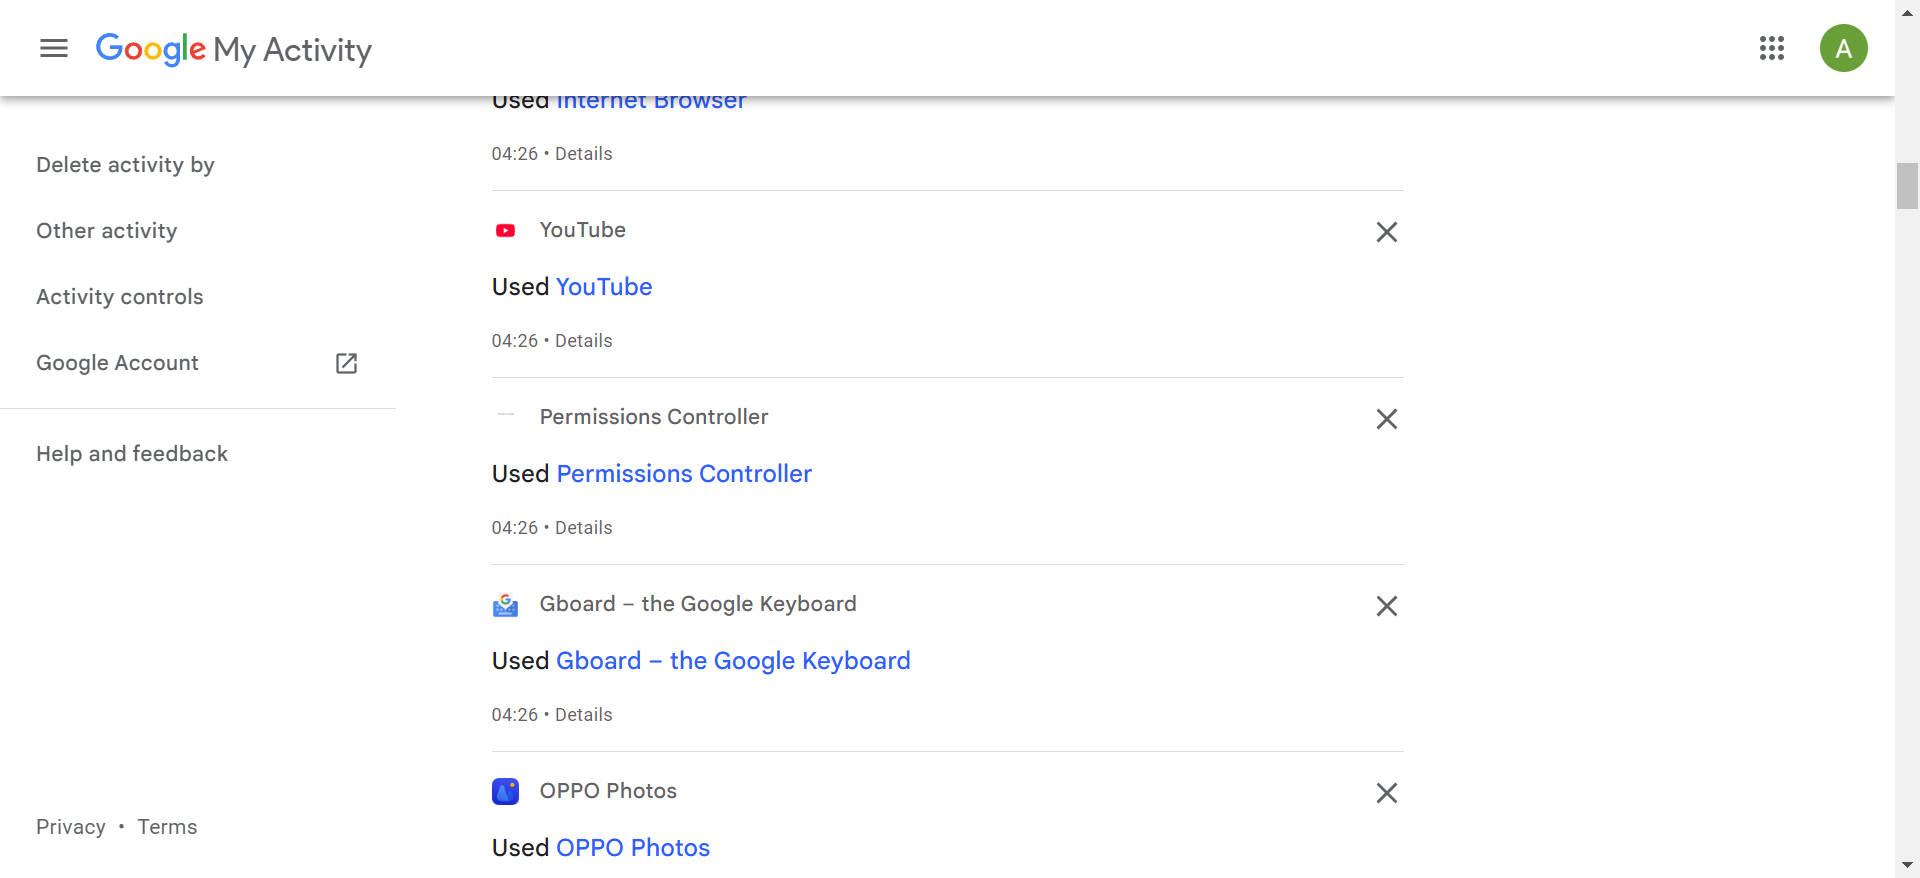 Google My Activity
A
Used Internet Browser
04:26 • Details
Delete activity by
Other activity
Activity controls
Google Account
Help and feedback
YouTube
Used YouTube
04:26 • Details
Permissions Controller
Used Permissions Controller
04:26 • Details
Gboard – the Google Keyboard
Used Gboard – the Google Keyboard
04:26 • Details
OPPO Photos
Used OPPO Photos
Privacy • Terms